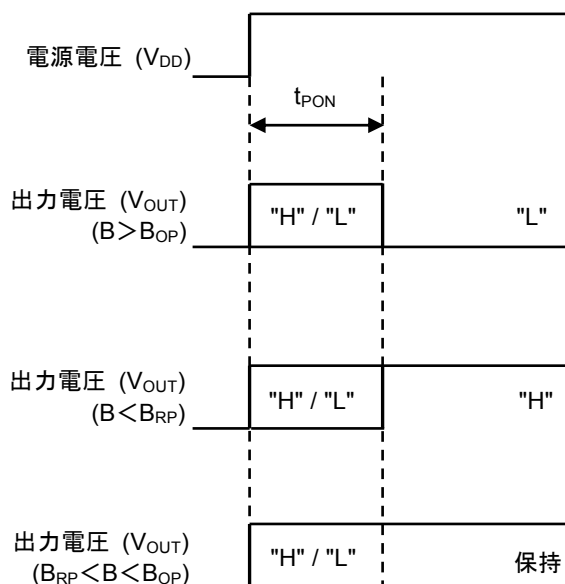 電源電圧 (VDD)
tPON
出力電圧 (VOUT)
(B＞BOP)
"H" / "L"
"L"
出力電圧 (VOUT)
(B＜BRP)
"H" / "L"
"H"
出力電圧 (VOUT)
(BRP＜B＜BOP)
"H" / "L"
保持